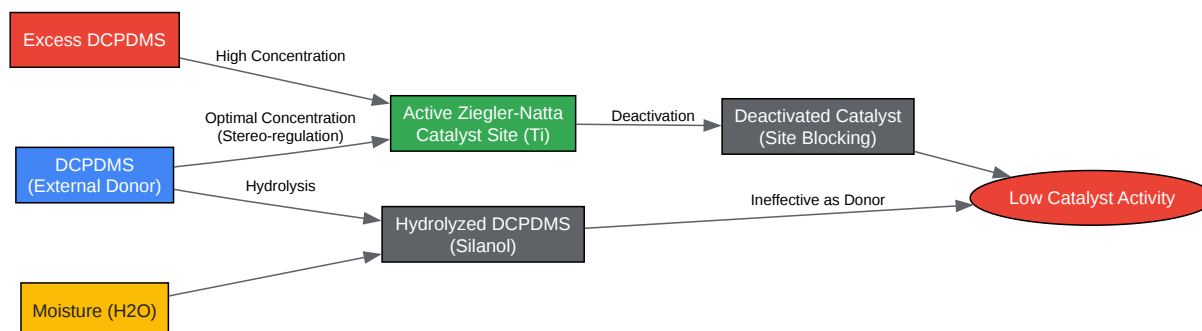 Excess DCPDMS
High Concentration
Optimal Concentration
(Stereo-regulation)
Active Ziegler-Natta
Catalyst Site (Ti)
Deactivation
Deactivated Catalyst
(Site Blocking)
DCPDMS
(External Donor)
Hydrolysis
Hydrolyzed DCPDMS
(Silanol)
Ineffective as Donor
Low Catalyst Activity
Moisture (H2O)